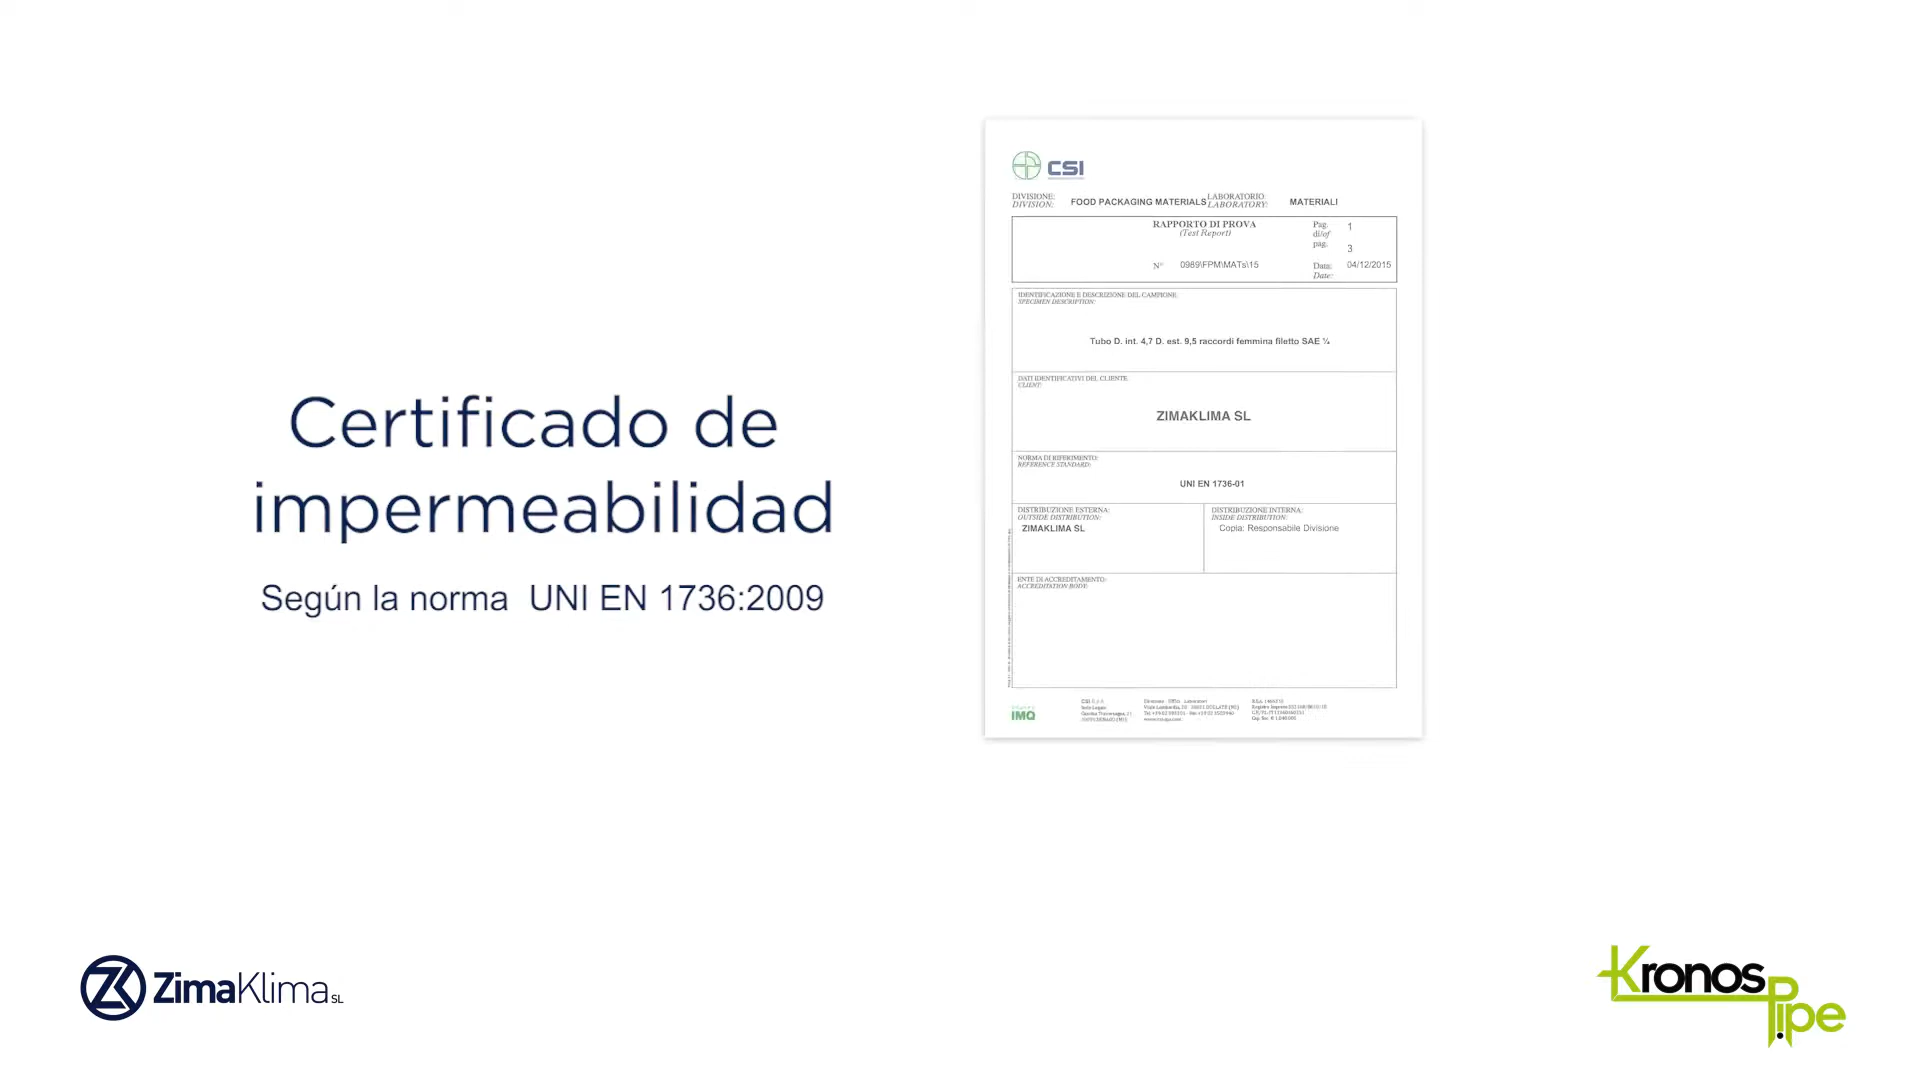 Certificado de
impermeabilidad
Según la norma UNI EN 1736:2009
CSI
DIVISIONE:
DIVISION:
FOOD PACKAGING MATERIALS
LABORATORIO:
LABORATORY:
MATERIALI
RAPPORTO DI PROVA
(Test Report)
N° 0989\FPM\MATs\15
Pag. 1
di/of
pag. 3
Data: 04/12/2015
Date:
IDENTIFICAZIONE E DESCRIZIONE DEL CAMPIONE:
SPECIMEN DESCRIPTION:
Tubo D. int. 4,7 D. est. 9,5 raccordi femmina filetto SAE ¼
DATI IDENTIFICATIVI DEL CLIENTE:
CLIENT:
ZIMAKLIMA SL
NORMA DI RIFERIMENTO:
REFERENCE STANDARD:
UNI EN 1736-01
DISTRIBUZIONE ESTERNA:
OUTSIDE DISTRIBUTION:
ZIMAKLIMA SL
DISTRIBUZIONE INTERNA:
INSIDE DISTRIBUTION:
Copia: Responsabile Divisione
ENTE DI ACCREDITAMENTO:
ACCREDITATION BODY:
IMQ
ZimaKlima SL
Kronos
Pipe